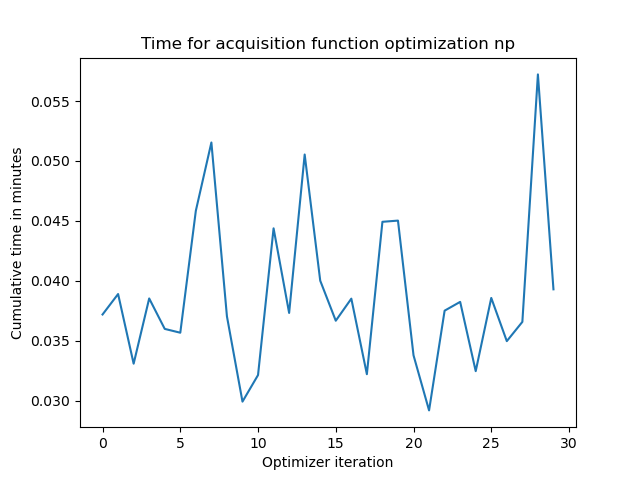 Time for acquisition function optimization np
Cumulative time in minutes
0.055
0.050
0.045
0.040
0.035
0.030
0 5 10 15 20 25 30
Optimizer iteration